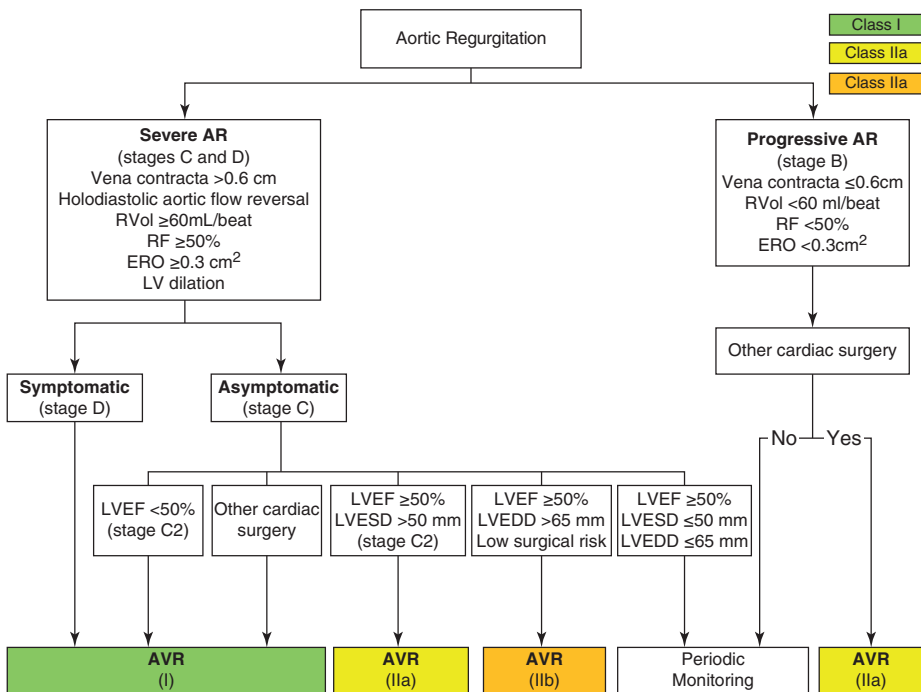 Aortic Regurgitation
Class I
Class IIa
Class IIa
Severe AR
(stages C and D)
Vena contracta >0.6 cm
Holodiastolic aortic flow reversal
RVol ≥60mL/beat
RF ≥50%
ERO ≥0.3 cm²
LV dilation
Progressive AR
(stage B)
Vena contracta ≤0.6cm
RVol <60 ml/beat
RF <50%
ERO <0.3cm²
Other cardiac surgery
Symptomatic
(stage D)
Asymptomatic
(stage C)
No
Yes
LVEF <50%
(stage C2)
Other cardiac
surgery
LVEF ≥50%
LVESD >50 mm
(stage C2)
LVEF ≥50%
LVEDD >65 mm
Low surgical risk
LVEF ≥50%
LVESD ≤50 mm
LVEDD ≤65 mm
AVR
(I)
AVR
(IIa)
AVR
(IIb)
Periodic
Monitoring
AVR
(IIa)